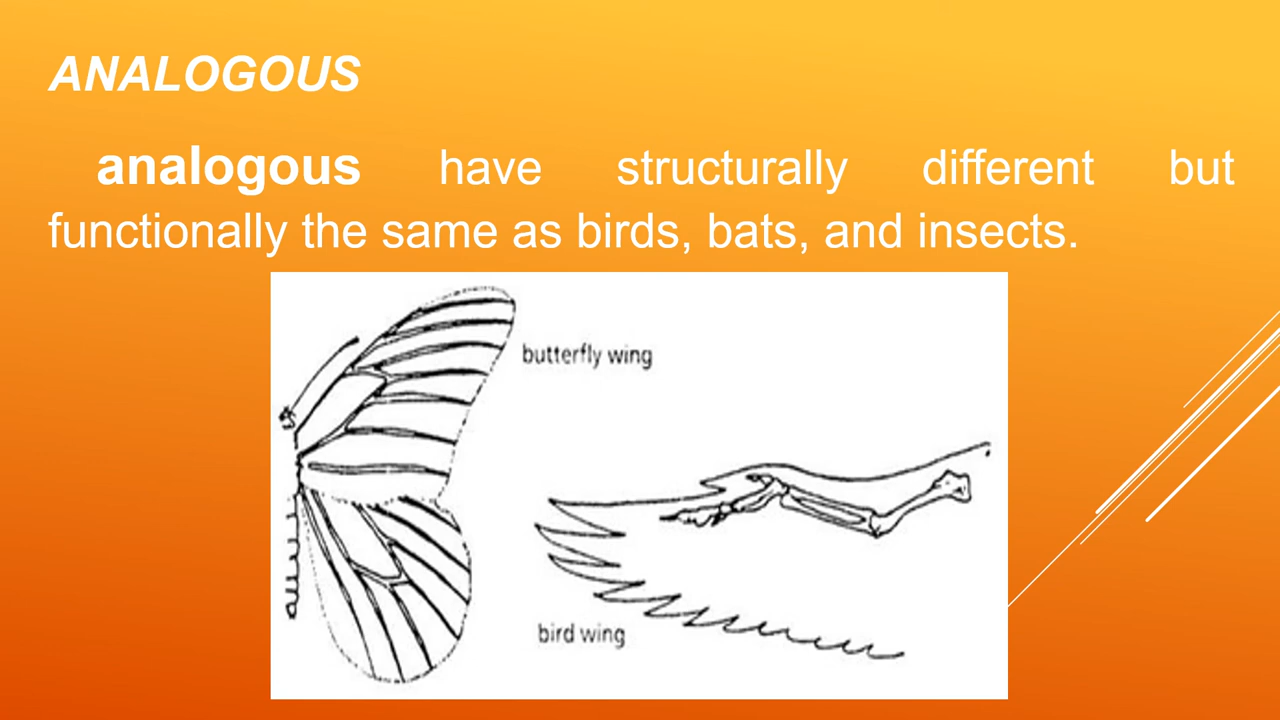 ANALOGOUS
analogous have structurally different but
functionally the same as birds, bats, and insects.
butterfly wing
bird wing